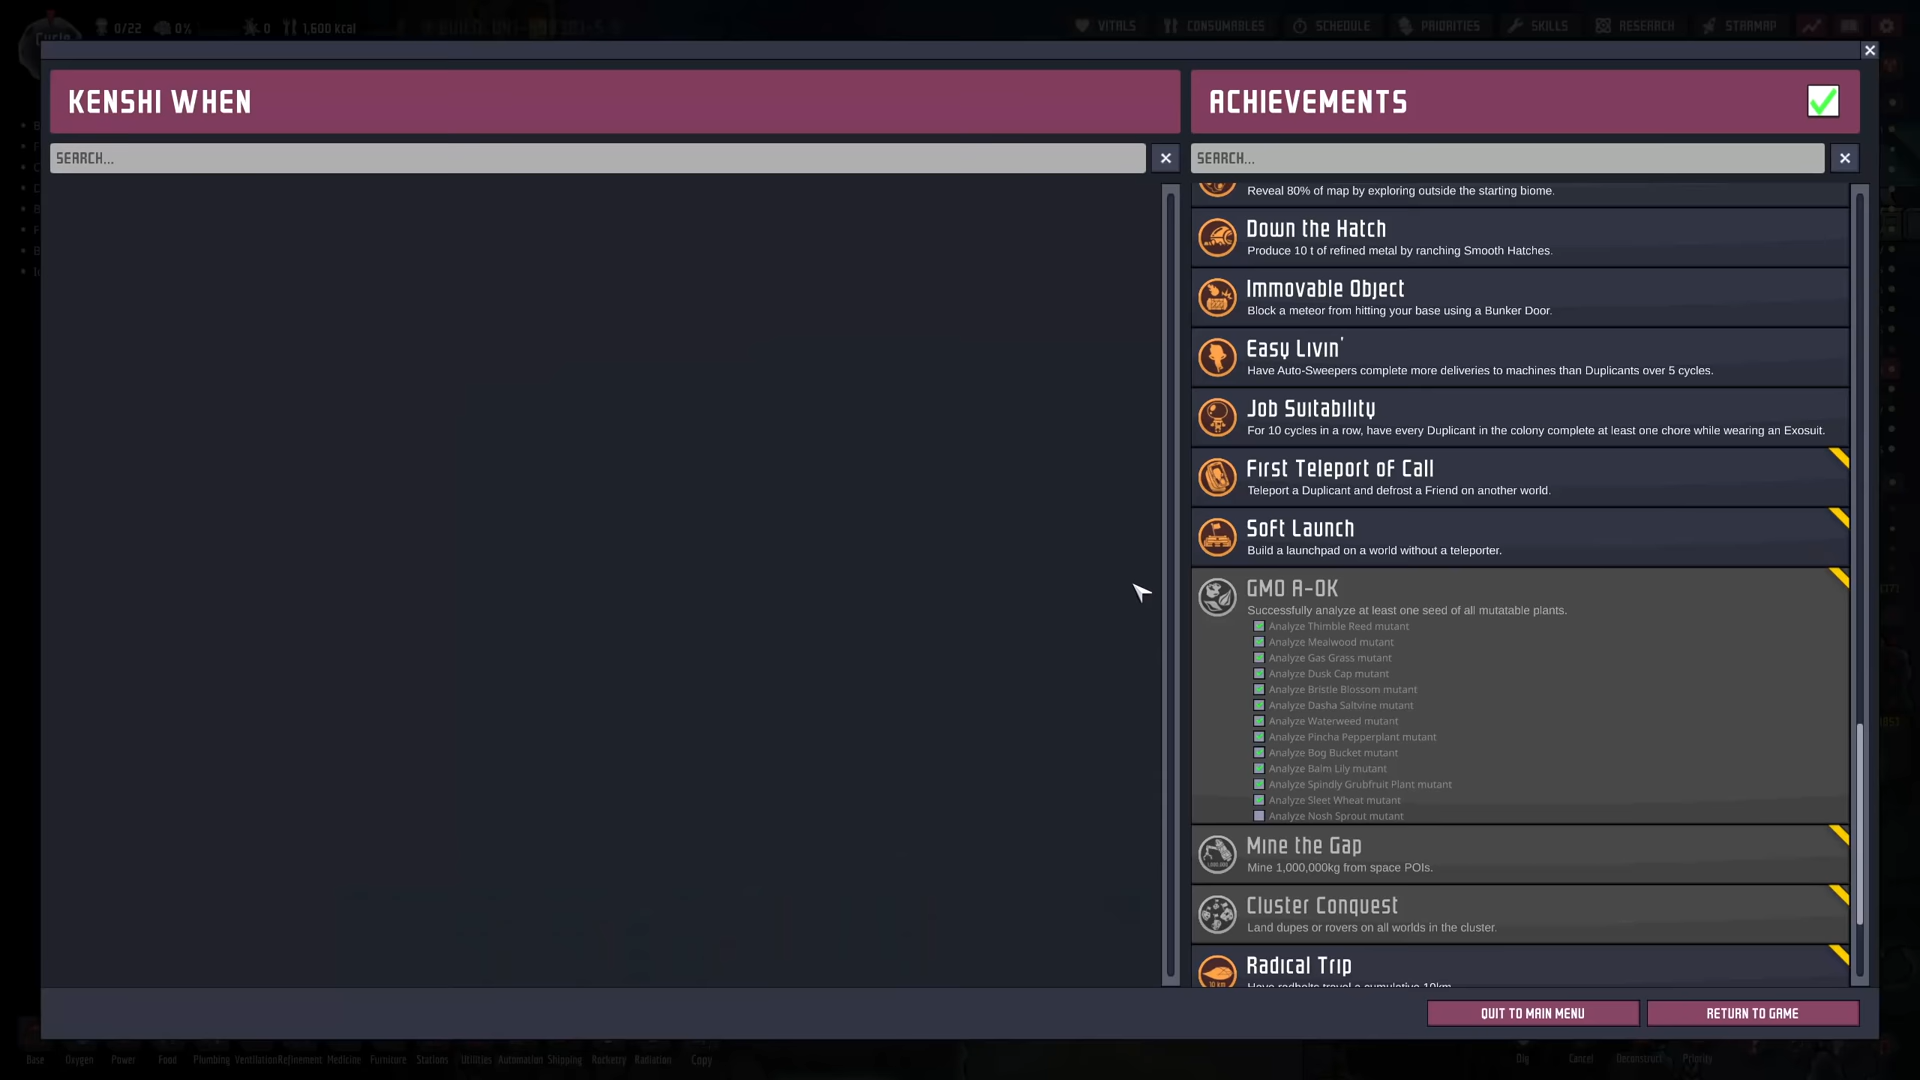 0/22 0% 0 1,600 kcal
VITALS CONSUMABLES SCHEDULE PRIORITIES SKILLS RESEARCH STARMAP
KENSHI WHEN
SEARCH...
ACHIEVEMENTS
SEARCH...
Reveal 80% of map by exploring outside the starting biome.
Down the Hatch
Produce 10 t of refined metal by ranching Smooth Hatches.
Immovable Object
Block a meteor from hitting your base using a Bunker Door.
Easy Livin'
Have Auto-Sweepers complete more deliveries to machines than Duplicants over 5 cycles.
Job Suitability
For 10 cycles in a row, have every Duplicant in the colony complete at least one chore while wearing an Exosuit.
First Teleport of Call
Teleport a Duplicant and defrost a Friend on another world.
Soft Launch
Build a launchpad on a world without a teleporter.
GMO A-OK
Successfully analyze at least one seed of all mutatable plants.
Analyze Thimble Reed mutant
Analyze Mealwood mutant
Analyze Gas Grass mutant
Analyze Dusk Cap mutant
Analyze Bristle Blossom mutant
Analyze Dasha Saltvine mutant
Analyze Waterweed mutant
Analyze Pincha Pepperplant mutant
Analyze Bog Bucket mutant
Analyze Balm Lily mutant
Analyze Spindly Grubfruit Plant mutant
Analyze Sleet Wheat mutant
Analyze Nosh Sprout mutant
Mine the Gap
Mine 1,000,000kg from space POIs.
Cluster Conquest
Land dupes or rovers on all worlds in the cluster.
Radical Trip
Have radbolts travel a cumulative 10km
QUIT TO MAIN MENU
RETURN TO GAME
Base Oxygen Power Food Plumbing Ventilation Refinement Medicine Furniture Stations Utilities Automation Shipping Rocketry Radiation Copy
Dig Cancel Deconstruct Priority